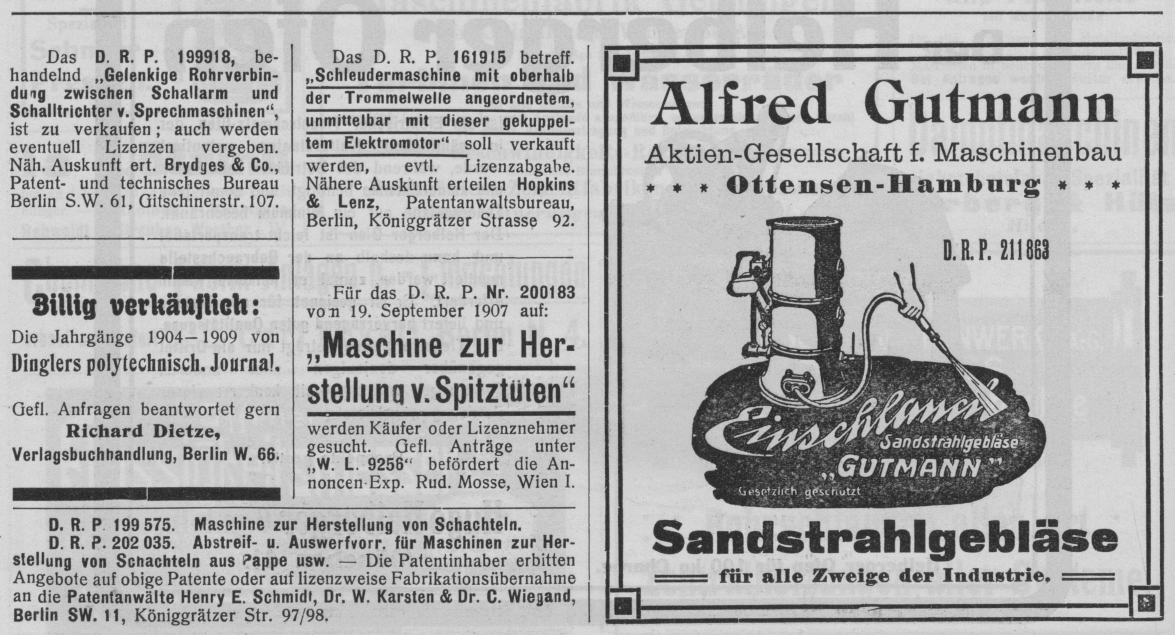 Das D. R. P. 199918, be-
handelnd „Gelenkige Rohrverbin-
dung zwischen Schallarm und
Schalltrichter v. Sprechmaschinen“,
ist zu verkaufen; auch werden
eventuell Lizenzen vergeben.
Näh. Auskunft ert. Brydges & Co.,
Patent- und technisches Bureau
Berlin S.W. 61, Gitschinerstr. 107.
Billig verkäuflich:
Die Jahrgänge 1904—1909 von
Dinglers polytechnisch. Journal.
Gefl. Anfragen beantwortet gern
Richard Dietze,
Verlagsbuchhandlung, Berlin W. 66.
Das D. R. P. 161915 betreff.
„Schleudermaschine mit oberhalb
der Trommelwelle angeordnetem,
unmittelbar mit dieser gekuppel-
tem Elektromotor“ soll verkauft
werden, evtl. Lizenzabgabe.
Nähere Auskunft erteilen Hopkins
& Lenz, Patentanwaltsbureau,
Berlin, Königgrätzer Strasse 92.
Für das D. R. P. Nr. 200183
von 19. September 1907 auf:
„Maschine zur Her-
stellung v. Spitztüten“
werden Käufer oder Lizenznehmer
gesucht. Gefl. Anträge unter
„W. L. 9256“ befördert die An-
noncen-Exp. Rud. Mosse, Wien I.
D. R. P. 199 575. Maschine zur Herstellung von Schachteln.
D. R. P. 202 035. Abstreif- u. Auswerfvorr. für Maschinen zur Her-
stellung von Schachteln aus Pappe usw. — Die Patentinhaber erbitten
Angebote auf obige Patente oder auf lizenzweise Fabrikationsübernahme
an die Patentanwälte Henry E. Schmidt, Dr. W. Karsten & Dr. C. Wiegand,
Berlin SW. 11, Königgrätzer Str. 97/98.
Alfred Gutmann
Aktien-Gesellschaft f. Maschinenbau
* * * Ottensen-Hamburg * * *
D. R. P. 211863
Einschlauch
Sandstrahlgebläse
„GUTMANN“
Gesetzlich geschützt
Sandstrahlgebläse
für alle Zweige der Industrie.